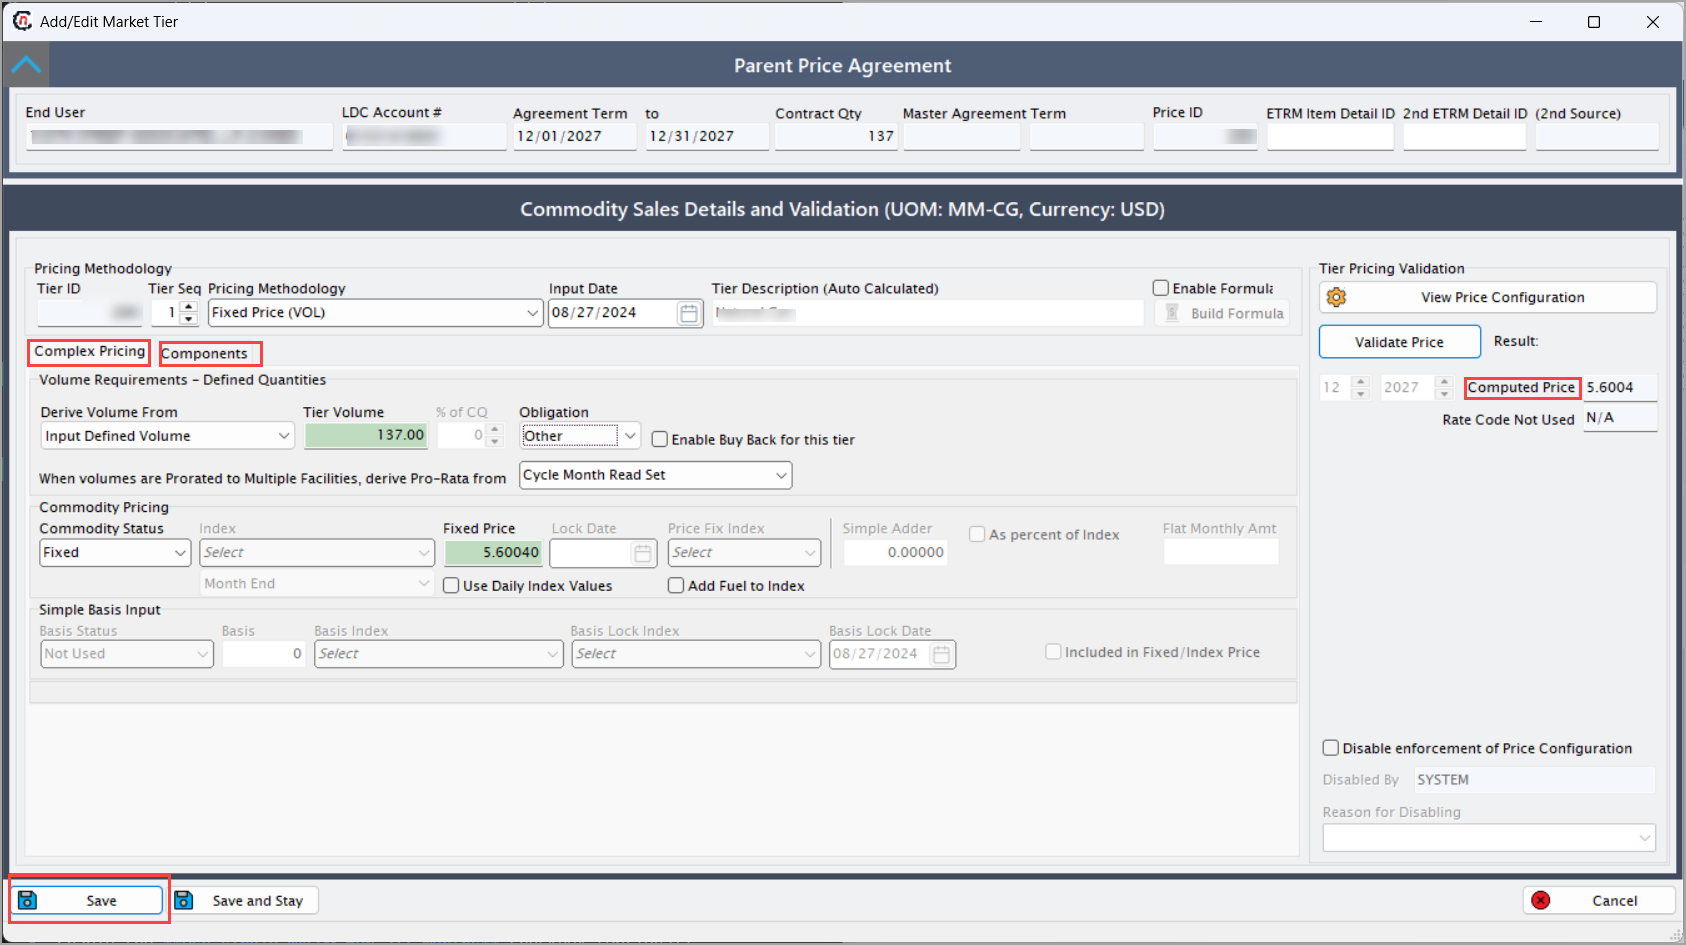 Add/Edit Market Tier
Parent Price Agreement
End User LDC Account # Agreement Term to Contract Qty Master Agreement Term Price ID ETRM Item Detail ID 2nd ETRM Detail ID (2nd Source)
12/01/2027 12/31/2027 137
Commodity Sales Details and Validation (UOM: MM-CG, Currency: USD)
Pricing Methodology
Tier ID Tier Seq Pricing Methodology Input Date Tier Description (Auto Calculated) Enable Formula
1 Fixed Price (VOL) 08/27/2024 Build Formula
Complex Pricing Components
Volume Requirements - Defined Quantities
Derive Volume From Tier Volume % of CQ Obligation
Input Defined Volume 137.00 0 Other Enable Buy Back for this tier
When volumes are Prorated to Multiple Facilities, derive Pro-Rata from Cycle Month Read Set
Commodity Pricing
Commodity Status Index Fixed Price Lock Date Price Fix Index Simple Adder As percent of Index Flat Monthly Amt
Fixed Select 5.60040 Select 0.00000
Month End Use Daily Index Values Add Fuel to Index
Simple Basis Input
Basis Status Basis Basis Index Basis Lock Index Basis Lock Date
Not Used 0 Select Select 08/27/2024 Included in Fixed/Index Price
Tier Pricing Validation
View Price Configuration
Validate Price Result:
12 2027 Computed Price 5.6004
Rate Code Not Used N/A
Disable enforcement of Price Configuration
Disabled By SYSTEM
Reason for Disabling
Save Save and Stay Cancel